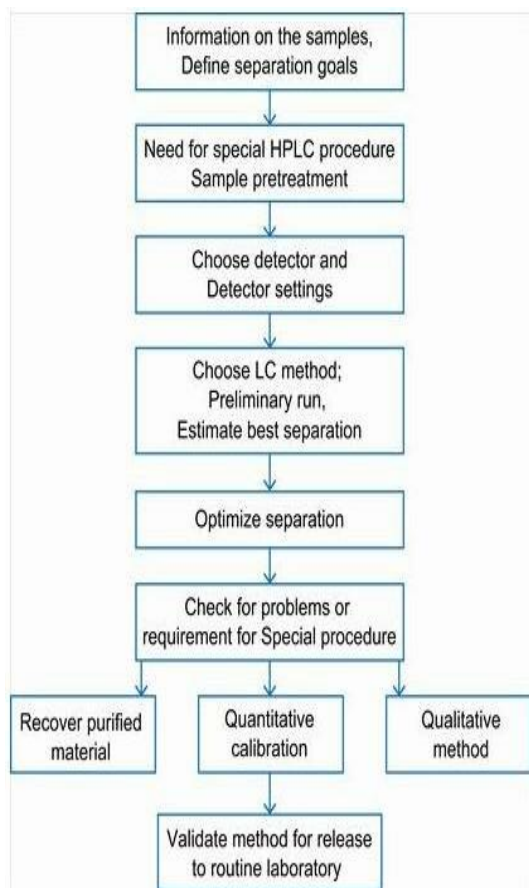 Information on the samples,
Define separation goals
Need for special HPLC procedure
Sample pretreatment
Choose detector and
Detector settings
Choose LC method;
Preliminary run,
Estimate best separation
Optimize separation
Check for problems or
requirement for Special procedure
Recover purified
material
Quantitative
calibration
Qualitative
method
Validate method for release
to routine laboratory